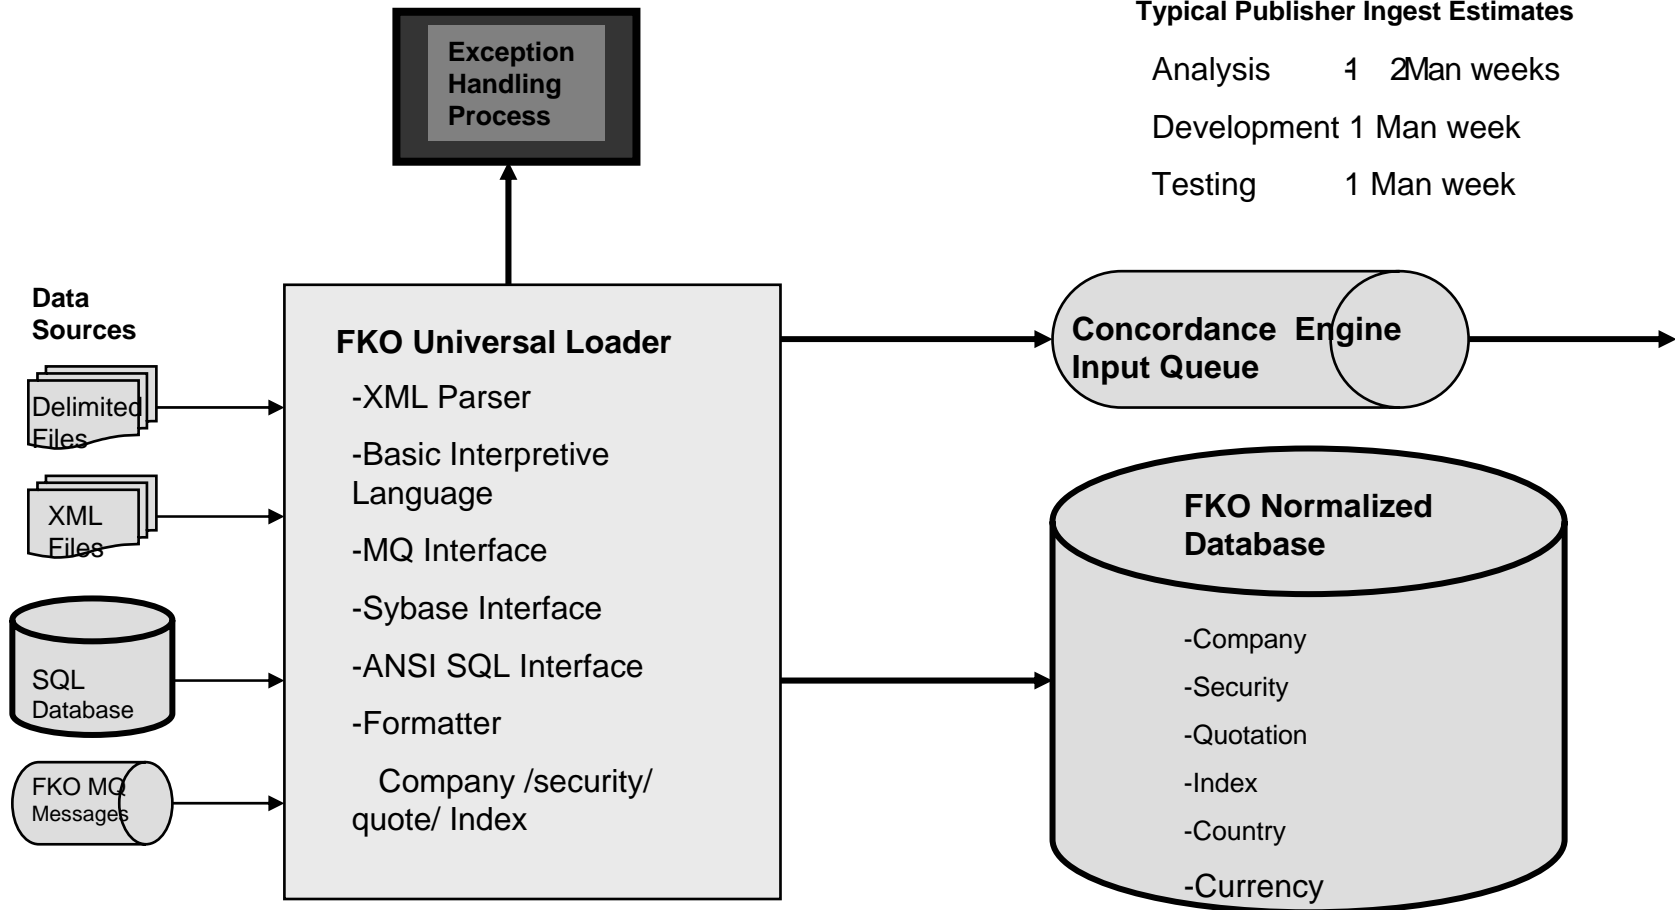 Typical Publisher Ingest Estimates
Analysis 1 - 2 Man weeks
Development 1 Man week
Testing 1 Man week
Exception
Handling
Process
Data
Sources
Delimited
Files
XML
Files
SQL
Database
FKO MQ
Messages
FKO Universal Loader
-XML Parser
-Basic Interpretive
Language
-MQ Interface
-Sybase Interface
-ANSI SQL Interface
-Formatter
Company /security/
quote/ Index
Concordance Engine
Input Queue
FKO Normalized
Database
-Company
-Security
-Quotation
-Index
-Country
-Currency